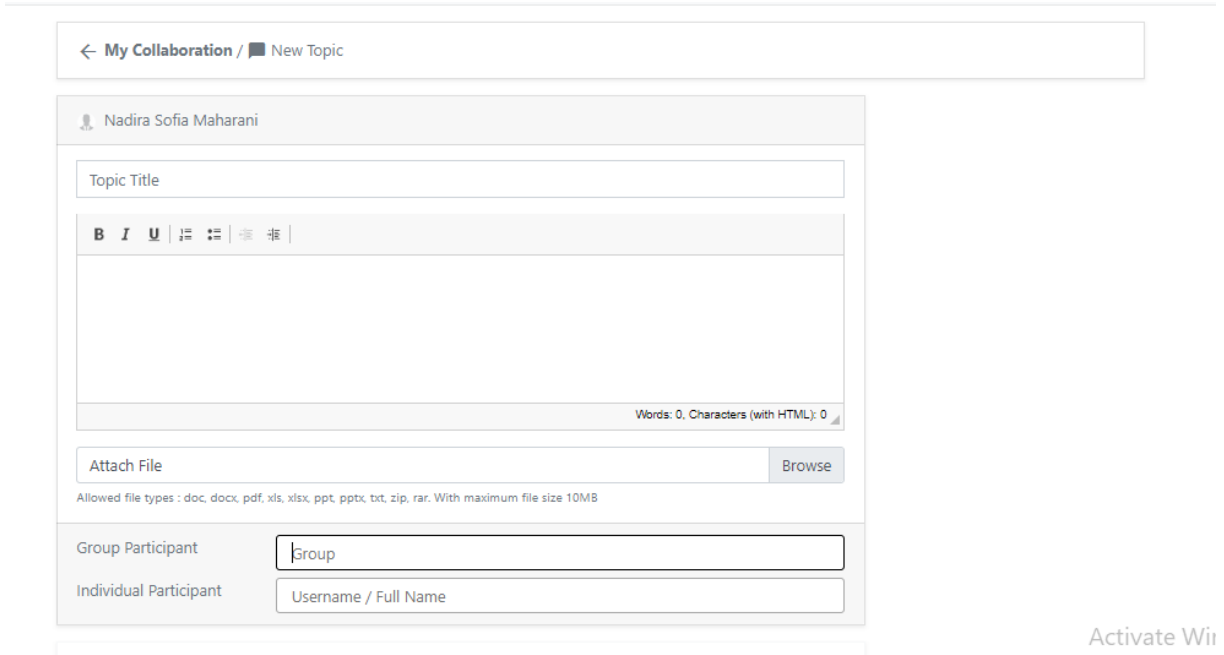 My Collaboration / New Topic
Nadira Sofia Maharani
Topic Title
B I U
Words: 0, Characters (with HTML): 0
Attach File Browse
Allowed file types : doc, docx, pdf, xls, xlsx, ppt, pptx, txt, zip, rar. With maximum file size 10MB
Group Participant Group
Individual Participant Username / Full Name
Activate Wi